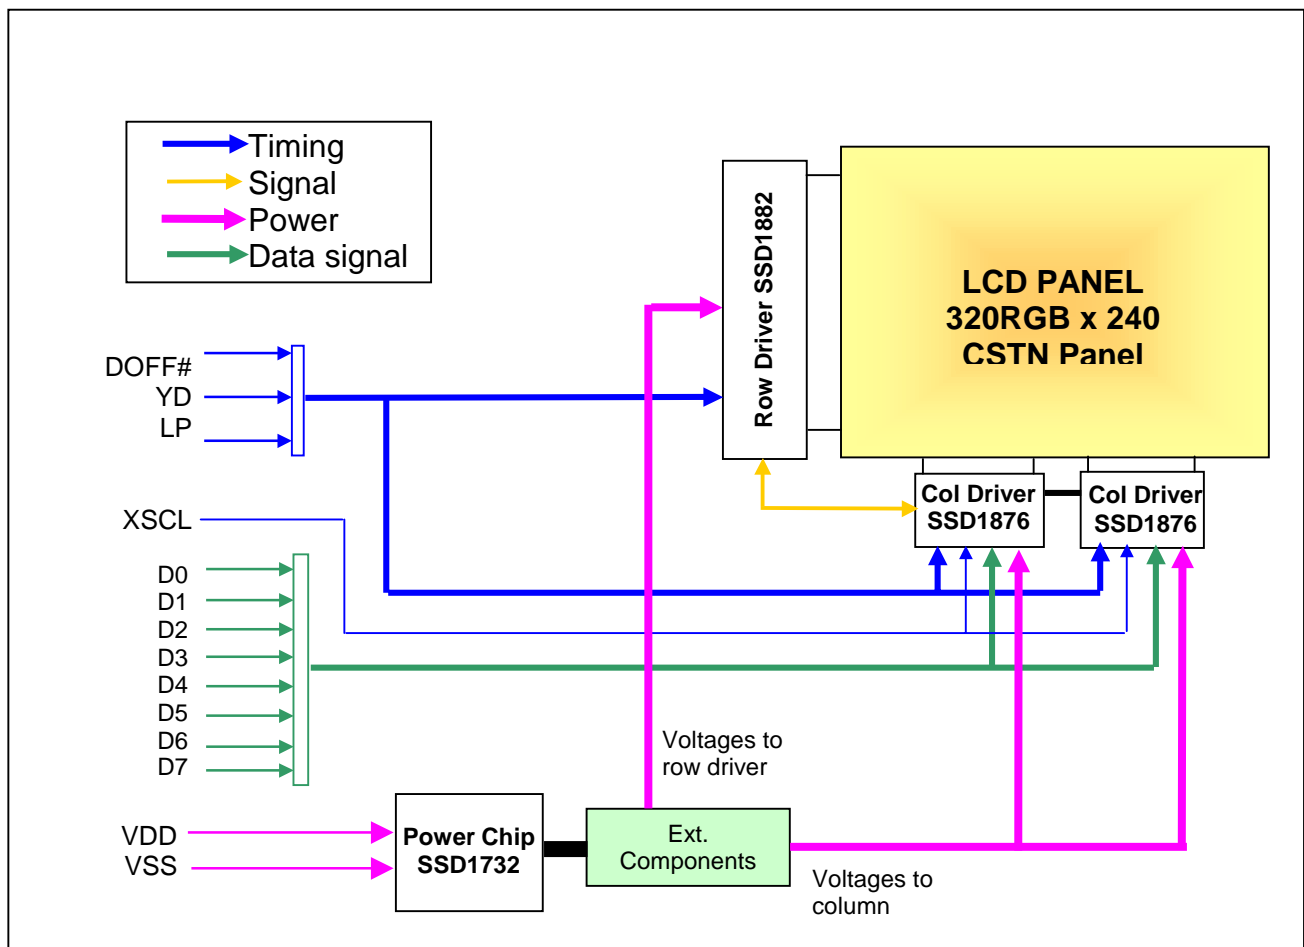 Timing
Signal
Power
Data signal
Row Driver SSD1882
LCD PANEL
320RGB x 240
CSTN Panel
DOFF#
YD
LP
Col Driver
SSD1876
Col Driver
SSD1876
XSCL
D0
D1
D2
D3
D4
D5
D6
D7
Voltages to
row driver
VDD
VSS
Power Chip
SSD1732
Ext.
Components
Voltages to
column